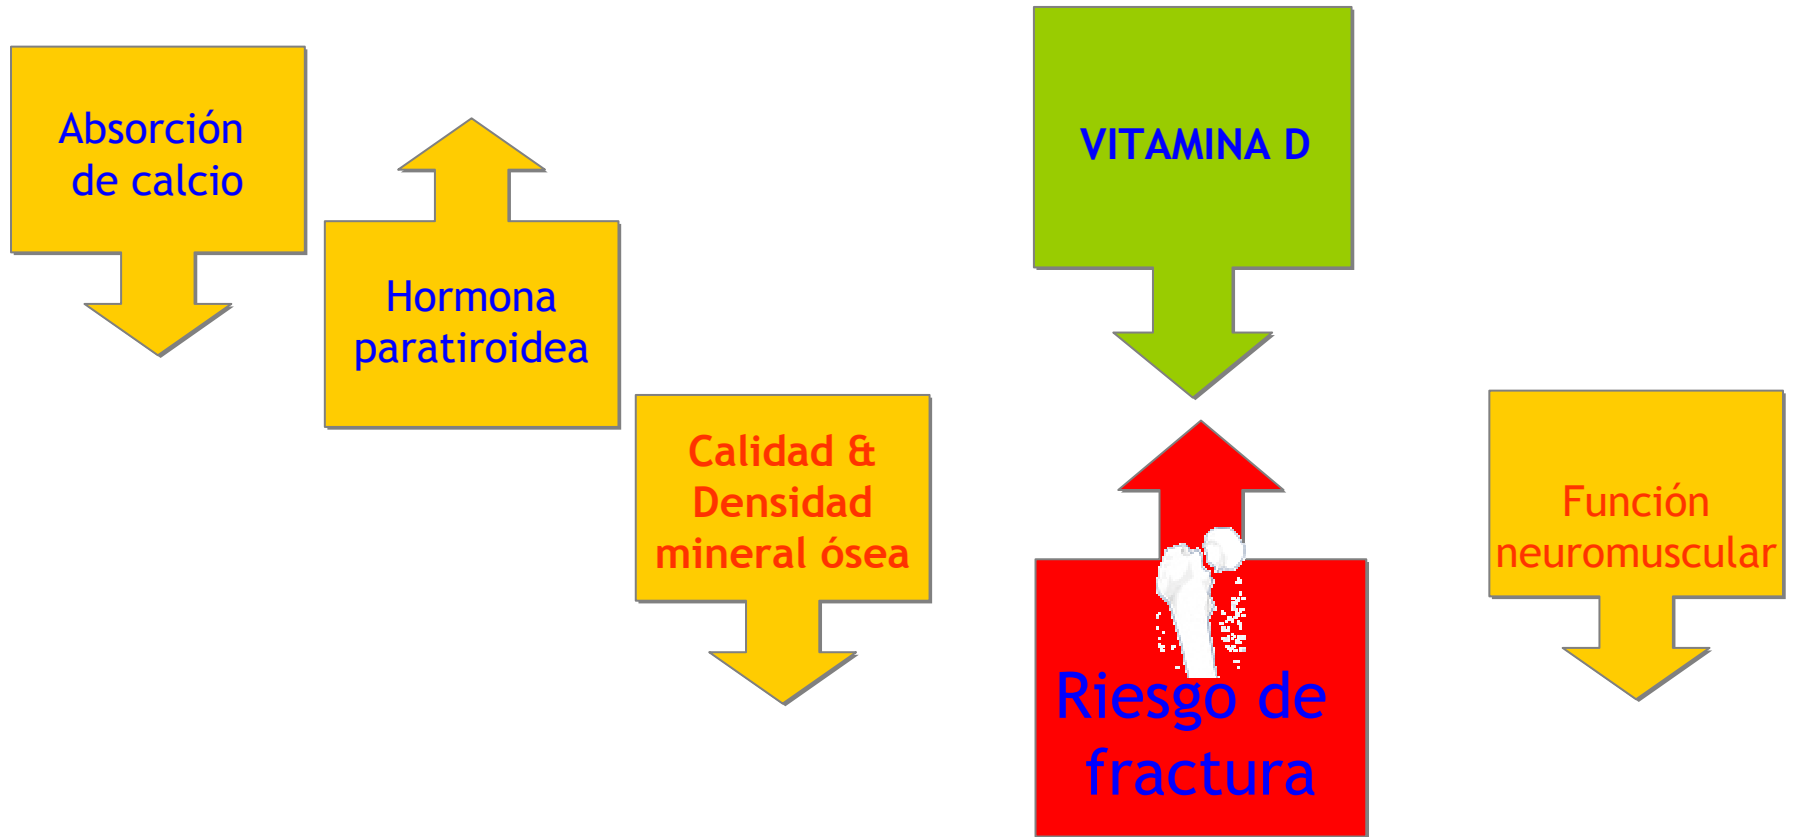 Absorción
de calcio
Hormona
paratiroidea
Calidad &
Densidad
mineral ósea
VITAMINA D
Riesgo de
fractura
Función
neuromuscular